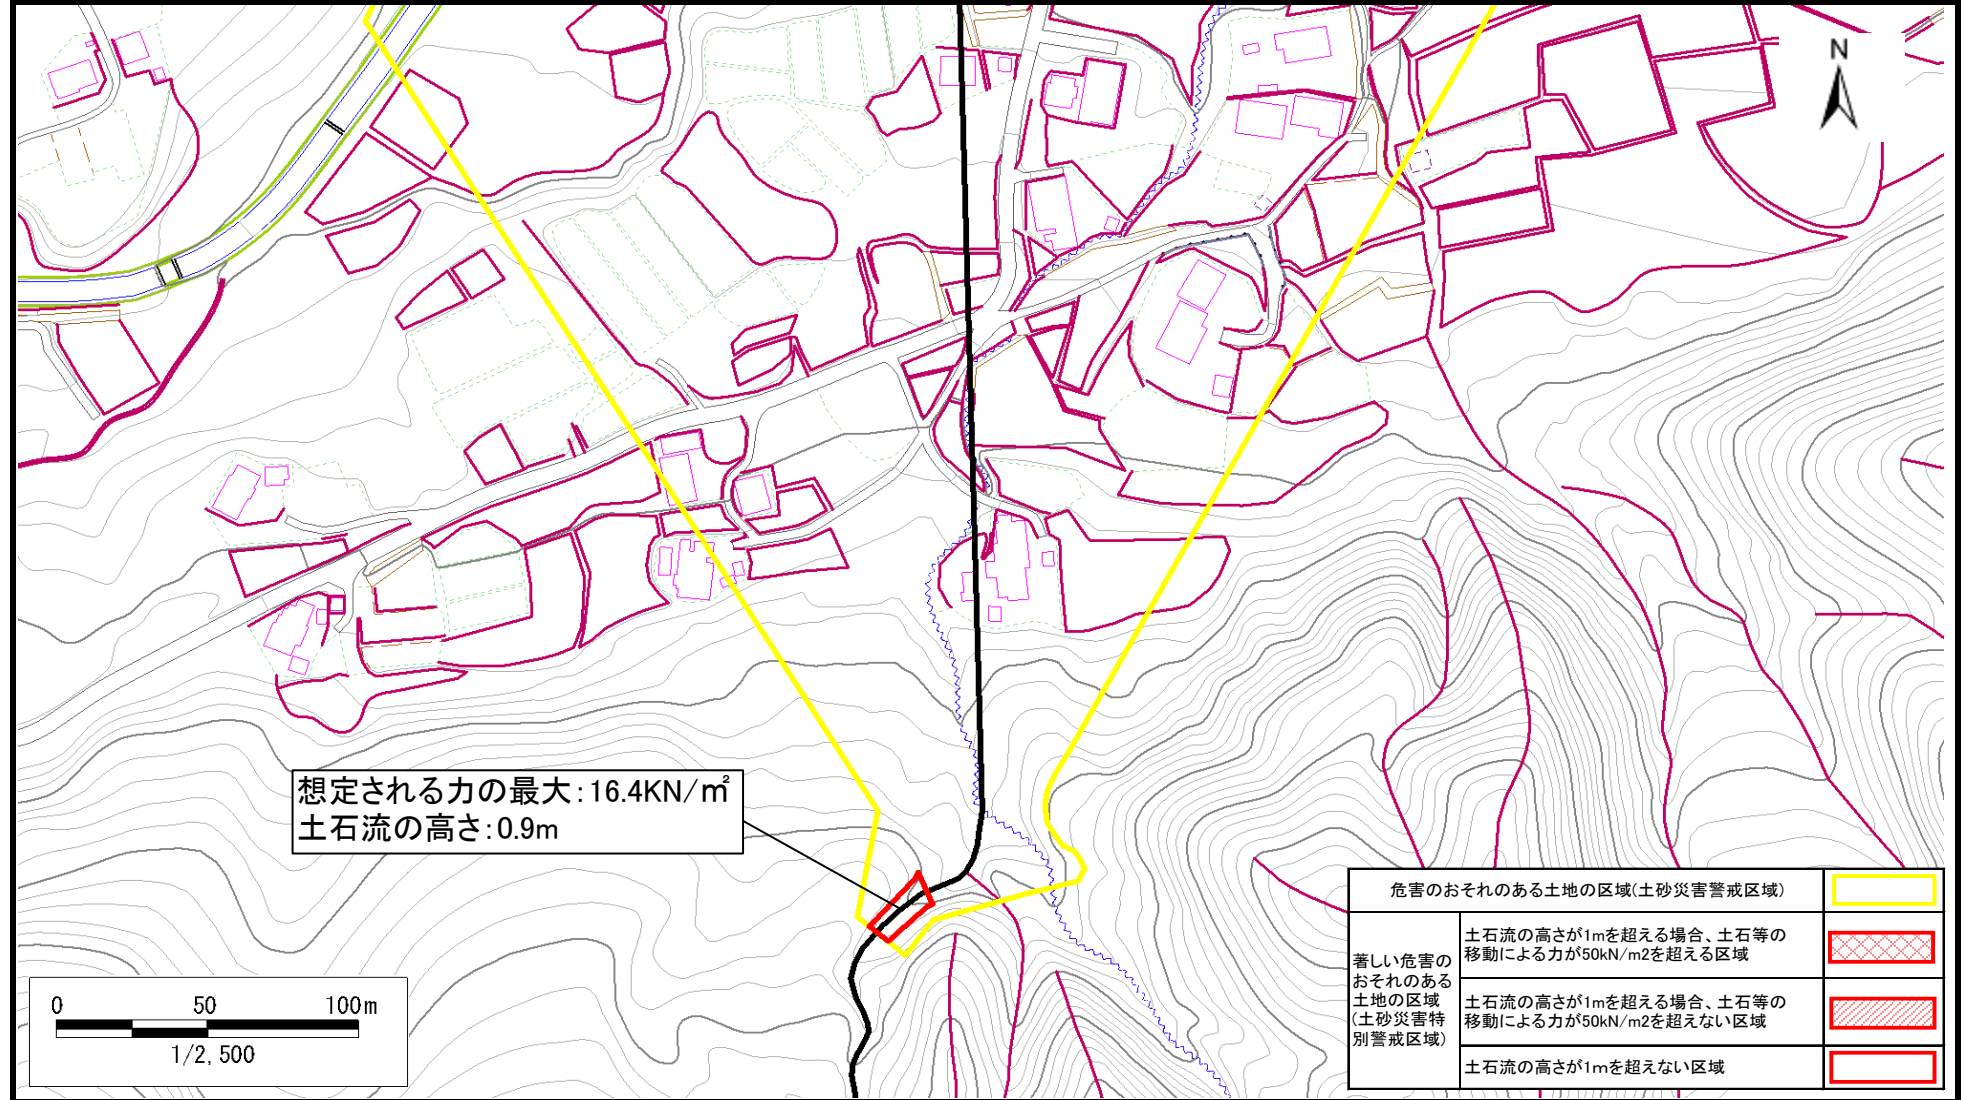 N
想定される力の最大:16.4KN/㎡
土石流の高さ:0.9m
0 50 100m
1/2,500
危害のおそれのある土地の区域(土砂災害警戒区域)
著しい危害の
おそれのある
土地の区域
(土砂災害特
別警戒区域)
土石流の高さが1mを超える場合、土石等の
移動による力が50kN/m2を超える区域
土石流の高さが1mを超える場合、土石等の
移動による力が50kN/m2を超えない区域
土石流の高さが1mを超えない区域